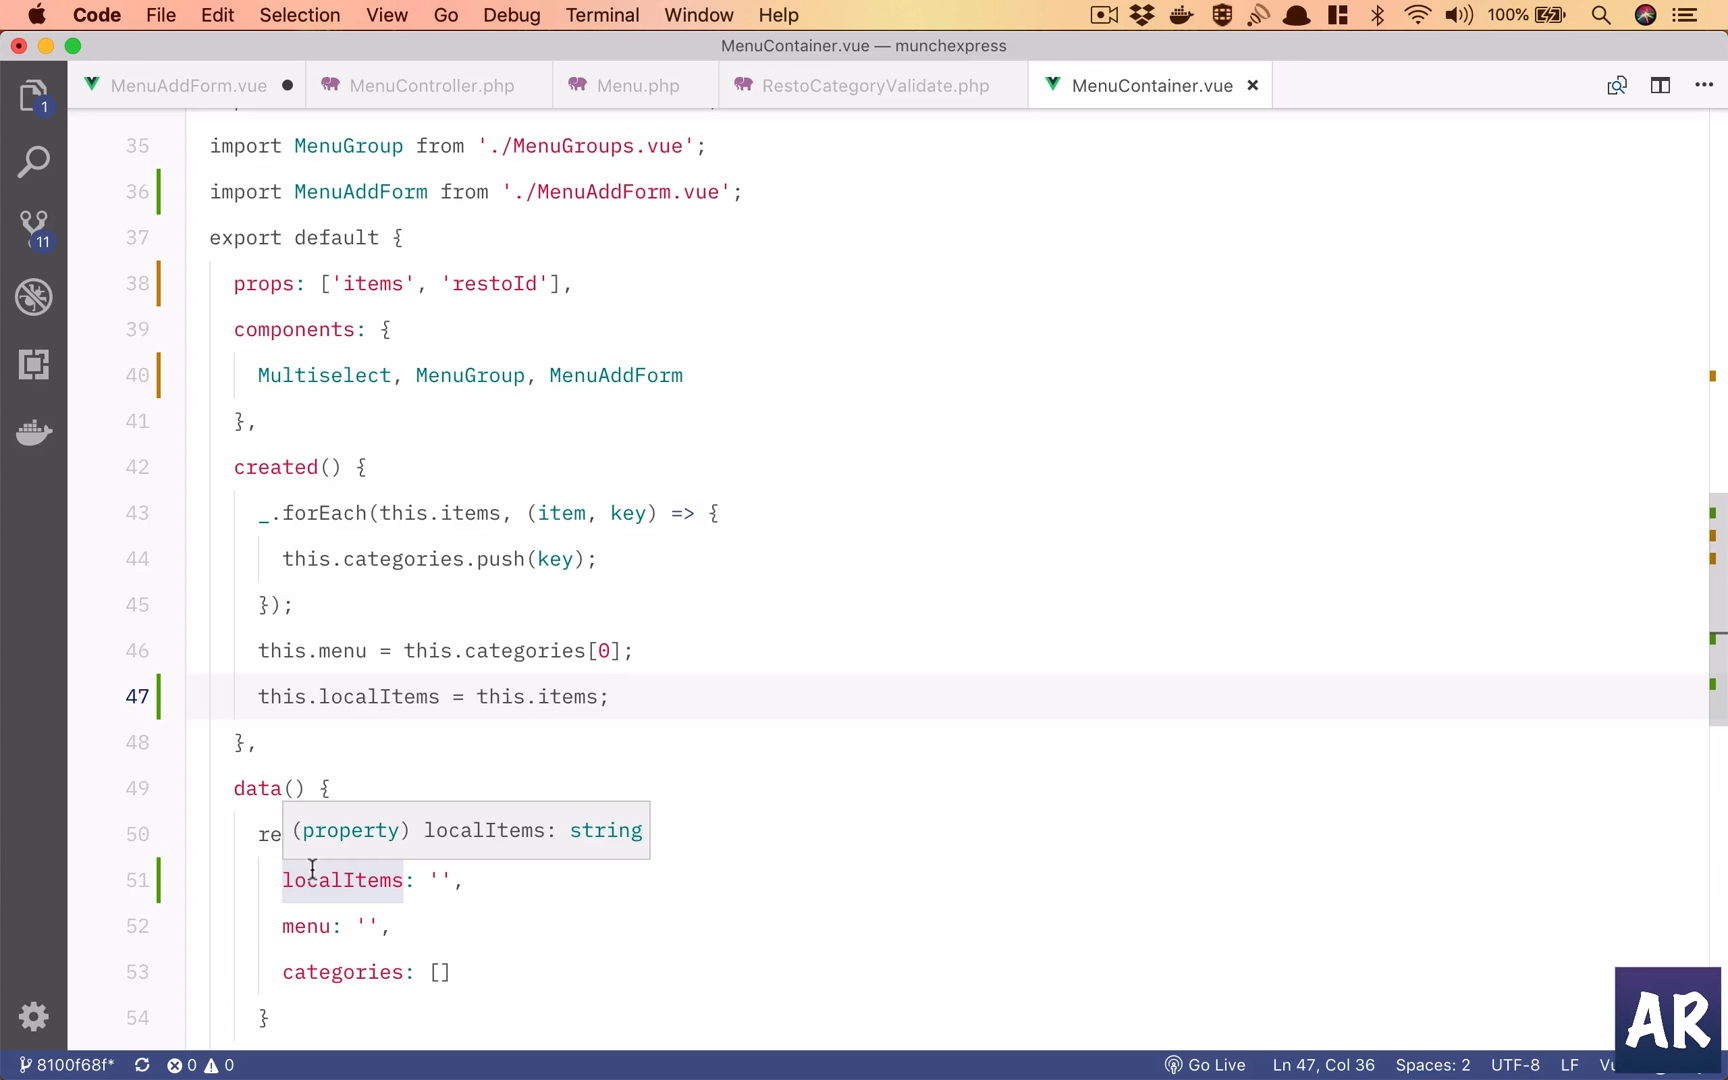 Code File Edit Selection View Go Debug Terminal Window Help 100%
MenuContainer.vue — munchexpress
MenuAddForm.vue MenuController.php Menu.php RestoCategoryValidate.php MenuContainer.vue
1
11
35 import MenuGroup from './MenuGroups.vue';
36 import MenuAddForm from './MenuAddForm.vue';
37 export default {
38 props: ['items', 'restoId'],
39 components: {
40 Multiselect, MenuGroup, MenuAddForm
41 },
42 created() {
43 _.forEach(this.items, (item, key) => {
44 this.categories.push(key);
45 });
46 this.menu = this.categories[0];
47 this.localItems = this.items;
48 },
49 data() {
50 re
(property) localItems: string
51 localItems: '',
52 menu: '',
53 categories: []
54 }
AR
8100f68f* 0 0 Go Live Ln 47, Col 36 Spaces: 2 UTF-8 LF